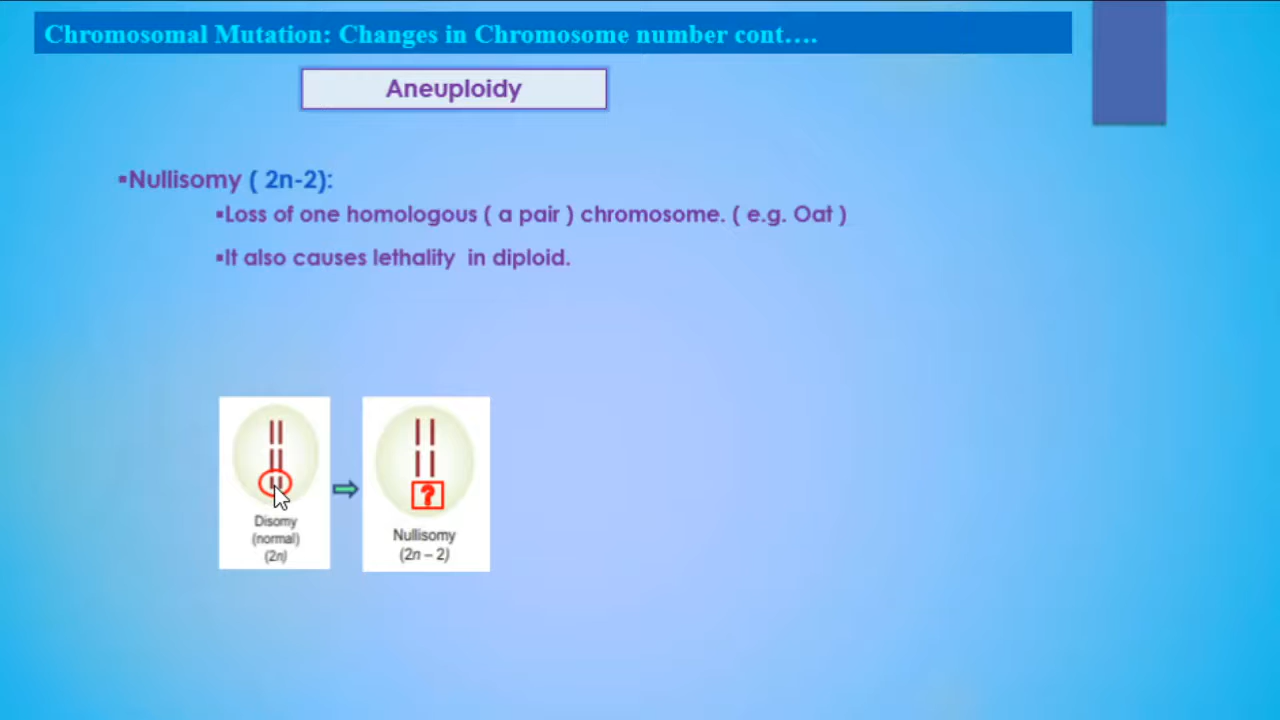 Chromosomal Mutation: Changes in Chromosome number cont….
Aneuploidy
▪Nullisomy ( 2n-2):
▪Loss of one homologous ( a pair ) chromosome. ( e.g. Oat )
▪It also causes lethality in diploid.
?
Disomy
(normal)
(2n)
Nullisomy
(2n – 2)